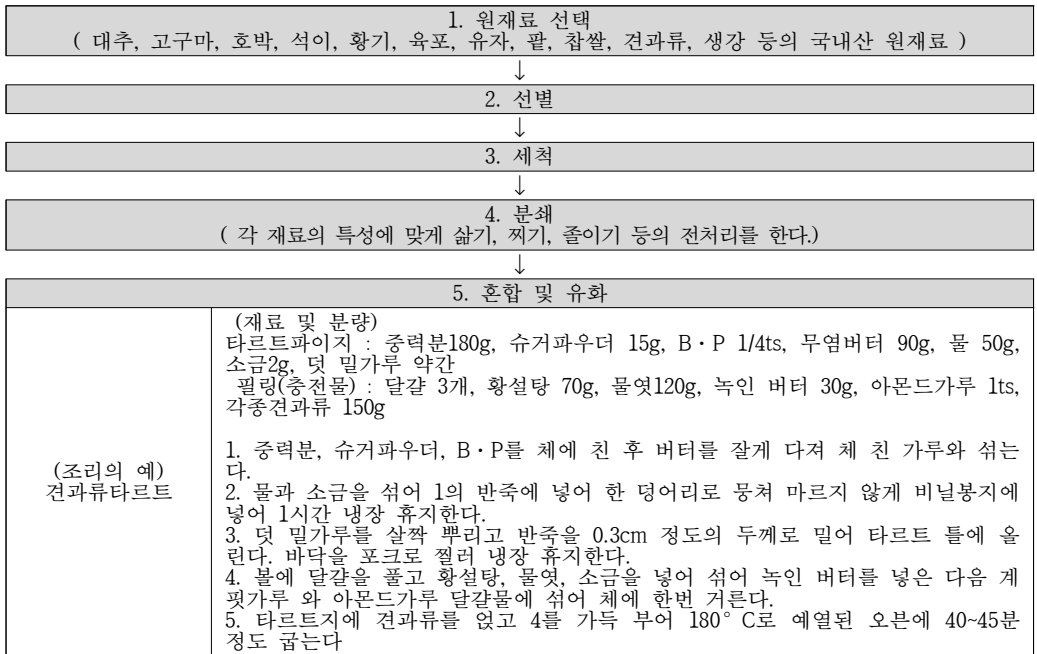 1. 원재료 선택
( 대추, 고구마, 호박, 석이, 황기, 육포, 유자, 팥, 찹쌀, 견과류, 생강 등의 국내산 원재료 )
↓
2. 선별
↓
3. 세척
↓
4. 분쇄
( 각 재료의 특성에 맞게 삶기, 찌기, 졸이기 등의 전처리를 한다.)
↓
5. 혼합 및 유화
(조리의 예)
견과류타르트
(재료 및 분량)
타르트파이지 : 중력분180g, 슈거파우더 15g, B·P 1/4ts, 무염버터 90g, 물 50g,
소금2g, 덧 밀가루 약간
필링(충전물) : 달걀 3개, 황설탕 70g, 물엿120g, 녹인 버터 30g, 아몬드가루 1ts,
각종견과류 150g
1. 중력분, 슈거파우더, B·P를 체에 친 후 버터를 잘게 다져 체 친 가루와 섞는
다.
2. 물과 소금을 섞어 1의 반죽에 넣어 한 덩어리로 뭉쳐 마르지 않게 비닐봉지에
넣어 1시간 냉장 휴지한다.
3. 덧 밀가루를 살짝 뿌리고 반죽을 0.3cm 정도의 두께로 밀어 타르트 틀에 올
린다. 바닥을 포크로 찔러 냉장 휴지한다.
4. 볼에 달걀을 풀고 황설탕, 물엿, 소금을 넣어 섞어 녹인 버터를 넣은 다음 계
핏가루 와 아몬드가루 달걀물에 섞어 체에 한번 거른다.
5. 타르트지에 견과류를 얹고 4를 가득 부어 180°C로 예열된 오븐에 40~45분
정도 굽는다